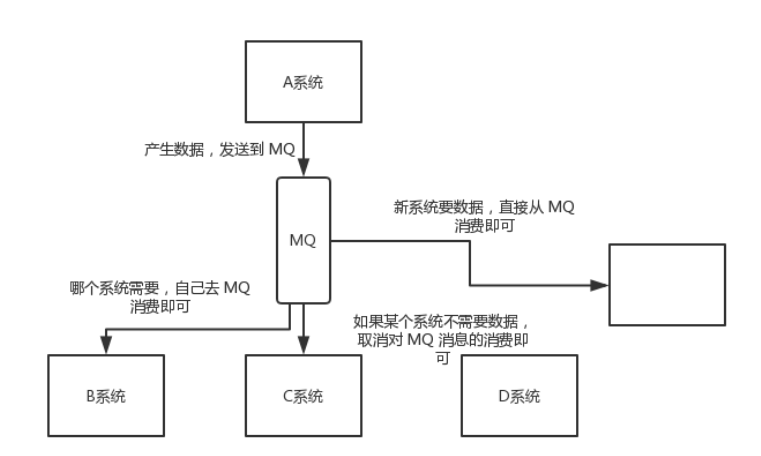 A系统
产生数据，发送到 MQ
MQ
新系统要数据，直接从 MQ
消费即可
哪个系统需要，自己去 MQ
消费即可
如果某个系统不需要数据，
取消对 MQ 消息的消费即
可
B系统
C系统
D系统